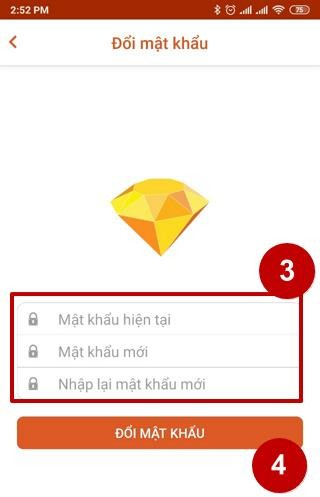 2:52 PM 75
Đổi mật khẩu
3
Mật khẩu hiện tại
Mật khẩu mới
Nhập lại mật khẩu mới
ĐỔI MẬT KHẨU
4